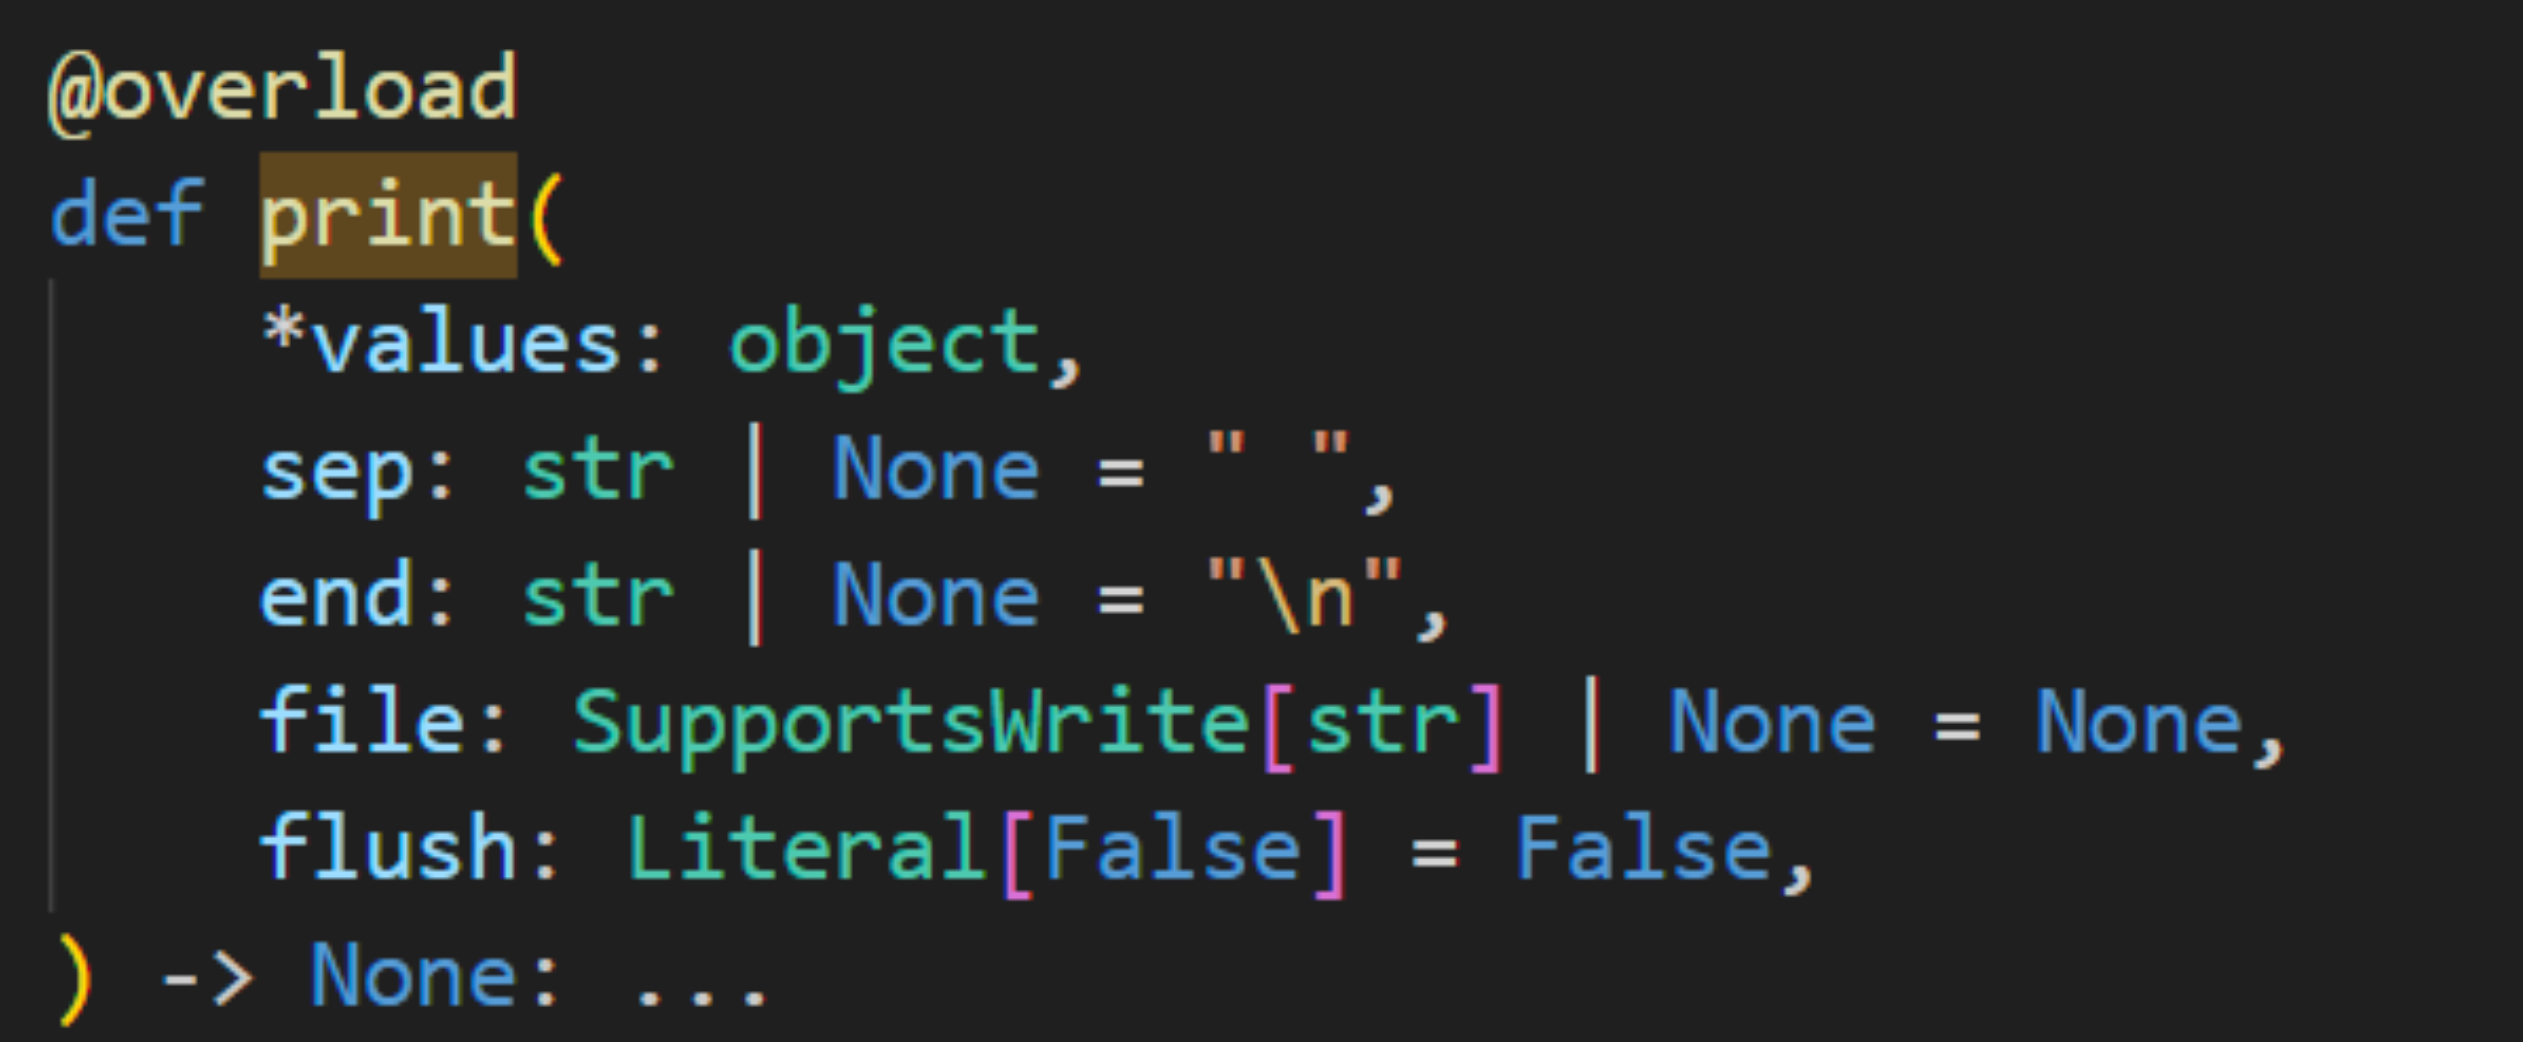 @overload
def print(
    *values: object,
    sep: str | None = " ",
    end: str | None = "\n",
    file: SupportsWrite[str] | None = None,
    flush: Literal[False] = False,
) -> None: ...